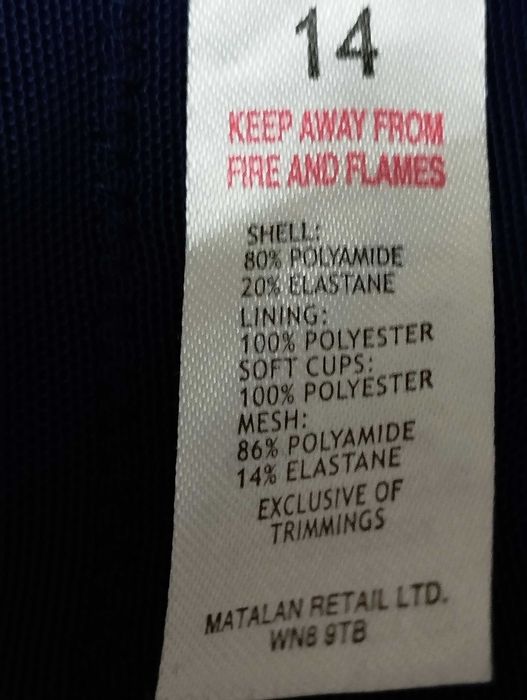 14
KEEP AWAY FROM
FIRE AND FLAMES
SHELL:
80% POLYAMIDE
20% ELASTANE
LINING:
100% POLYESTER
SOFT CUPS:
100% POLYESTER
MESH:
86% POLYAMIDE
14% ELASTANE
EXCLUSIVE OF
TRIMMINGS
MATALAN RETAIL LTD.
WN8 9TB